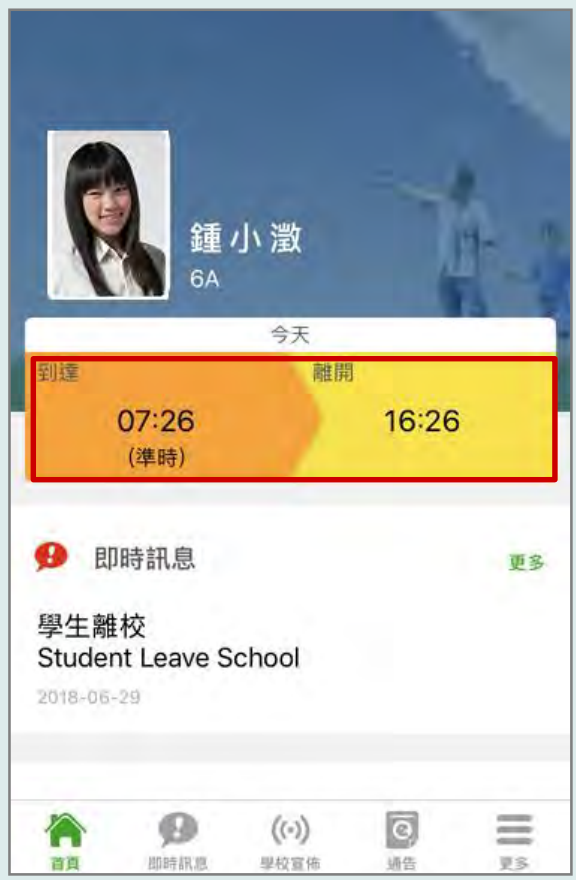 鍾小澂
6A
今天
到達
離開
07:26
16:26
(準時)
即時訊息
更多
學生離校
Student Leave School
2018-06-29
首頁
即時訊息
學校宣佈
通告
更多